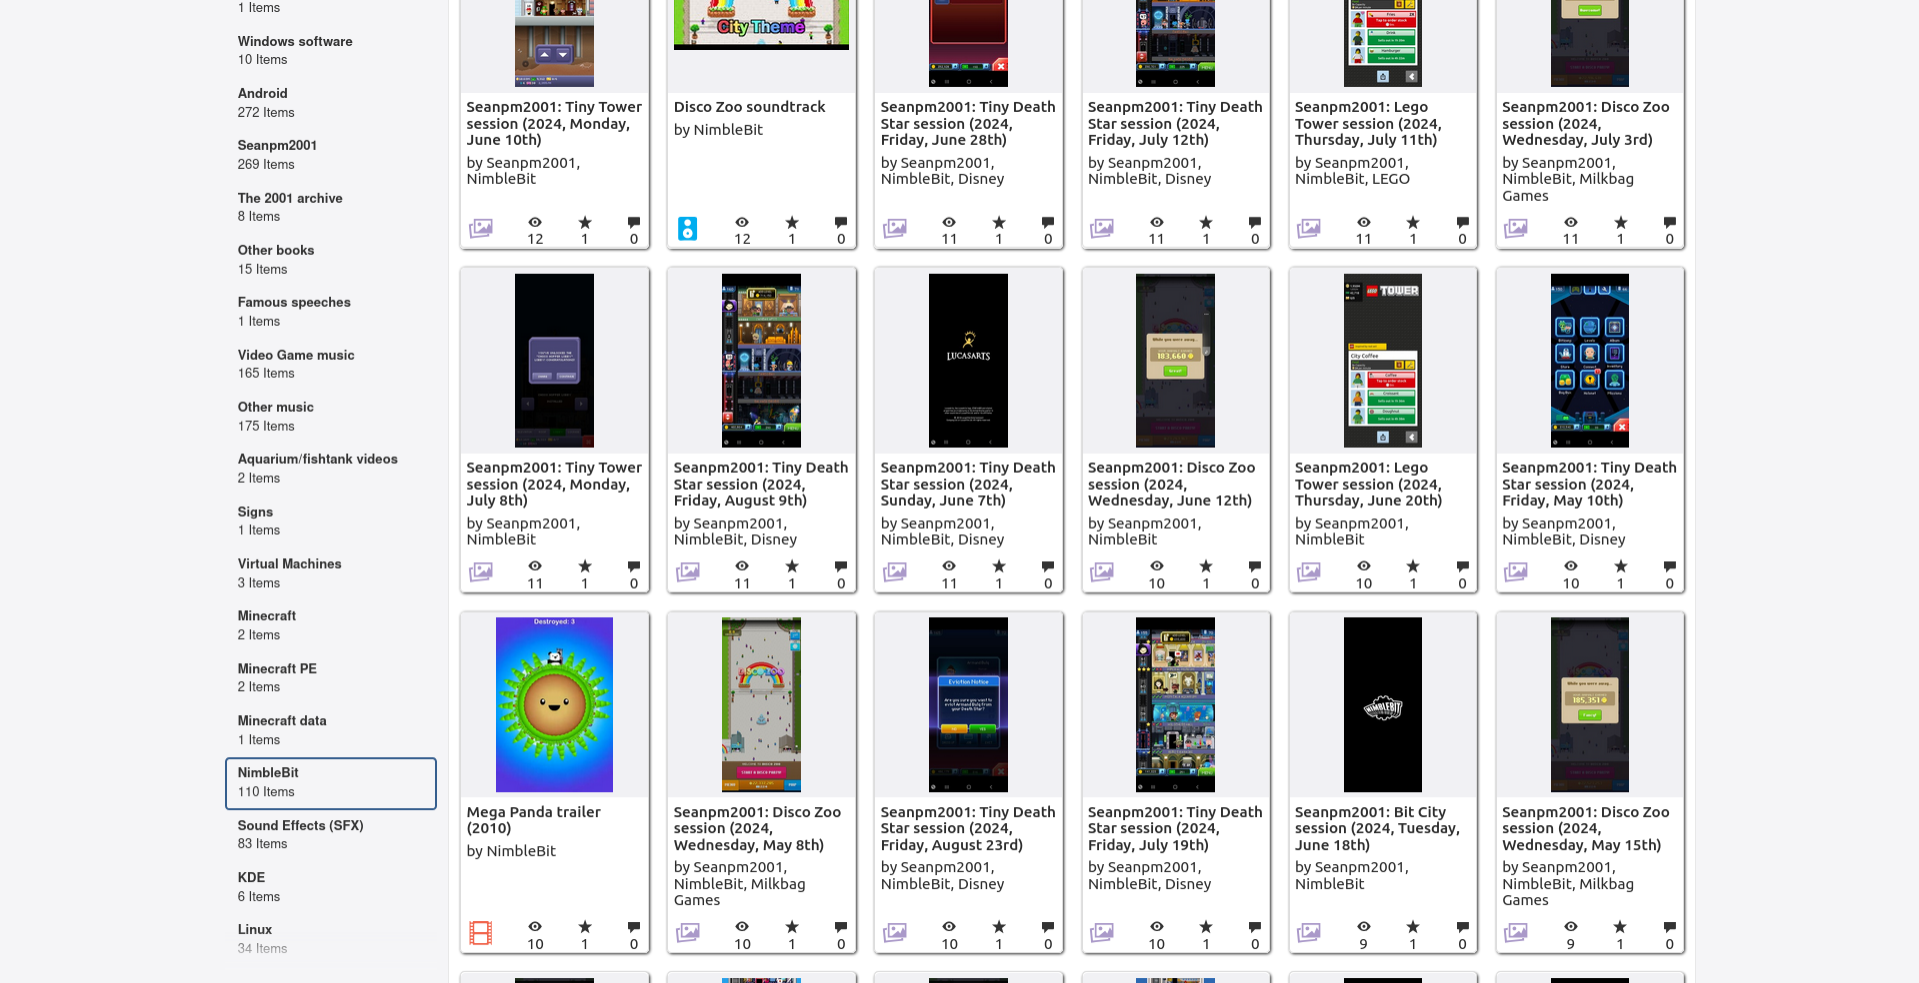 1 Items
Windows software
10 Items
Android
272 Items
Seanpm2001
269 Items
The 2001 archive
8 Items
Other books
15 Items
Famous speeches
1 Items
Video Game music
165 Items
Other music
175 Items
Aquarium/fishtank videos
2 Items
Signs
1 Items
Virtual Machines
3 Items
Minecraft
2 Items
Minecraft PE
2 Items
Minecraft data
1 Items
NimbleBit
110 Items
Sound Effects (SFX)
83 Items
KDE
6 Items
Linux
34 Items
Seanpm2001: Tiny Tower
session (2024, Monday,
June 10th)
by Seanpm2001,
NimbleBit
12 1 0
City Theme
Disco Zoo soundtrack
by NimbleBit
12 1 0
Seanpm2001: Tiny Death
Star session (2024,
Friday, June 28th)
by Seanpm2001,
NimbleBit, Disney
11 1 0
Seanpm2001: Tiny Death
Star session (2024,
Friday, July 12th)
by Seanpm2001,
NimbleBit, Disney
11 1 0
Seanpm2001: Lego
Tower session (2024,
Thursday, July 11th)
by Seanpm2001,
NimbleBit, LEGO
11 1 0
Seanpm2001: Disco Zoo
session (2024,
Wednesday, July 3rd)
by Seanpm2001,
NimbleBit, Milkbag
Games
11 1 0
Seanpm2001: Tiny Tower
session (2024, Monday,
July 8th)
by Seanpm2001,
NimbleBit
11 1 0
Seanpm2001: Tiny Death
Star session (2024,
Friday, August 9th)
by Seanpm2001,
NimbleBit, Disney
11 1 0
LUCASARTS
Seanpm2001: Tiny Death
Star session (2024,
Sunday, June 7th)
by Seanpm2001,
NimbleBit, Disney
11 1 0
While you were away...
183,660
Seanpm2001: Disco Zoo
session (2024,
Wednesday, June 12th)
by Seanpm2001,
NimbleBit
10 1 0
LEGO TOWER
City Coffee
Coffee
Seanpm2001: Lego
Tower session (2024,
Thursday, June 20th)
by Seanpm2001,
NimbleBit
10 1 0
Seanpm2001: Tiny Death
Star session (2024,
Friday, May 10th)
by Seanpm2001,
NimbleBit, Disney
10 1 0
Destroyed: 3
Mega Panda trailer
(2010)
by NimbleBit
10 1 0
Seanpm2001: Disco Zoo
session (2024,
Wednesday, May 8th)
by Seanpm2001,
NimbleBit, Milkbag
Games
10 1 0
Eviction Notice
Seanpm2001: Tiny Death
Star session (2024,
Friday, August 23rd)
by Seanpm2001,
NimbleBit, Disney
10 1 0
Seanpm2001: Tiny Death
Star session (2024,
Friday, July 19th)
by Seanpm2001,
NimbleBit, Disney
10 1 0
NIMBLEBIT
Seanpm2001: Bit City
session (2024, Tuesday,
June 18th)
by Seanpm2001,
NimbleBit
9 1 0
While you were away...
185,351
Seanpm2001: Disco Zoo
session (2024,
Wednesday, May 15th)
by Seanpm2001,
NimbleBit, Milkbag
Games
9 1 0